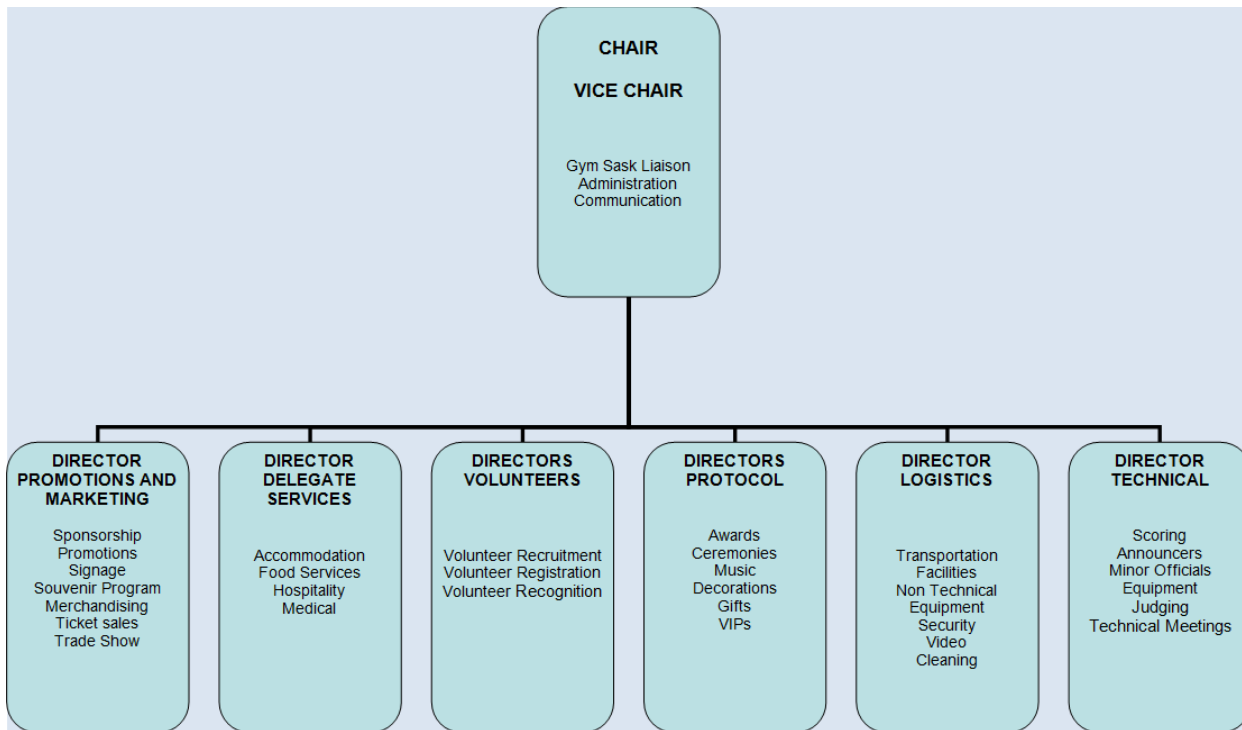 CHAIR
VICE CHAIR
Gym Sask Liaison
Administration
Communication
DIRECTOR
PROMOTIONS AND
MARKETING
Sponsorship
Promotions
Signage
Souvenir Program
Merchandising
Ticket sales
Trade Show
DIRECTOR
DELEGATE
SERVICES
Accommodation
Food Services
Hospitality
Medical
DIRECTORS
VOLUNTEERS
Volunteer Recruitment
Volunteer Registration
Volunteer Recognition
DIRECTORS
PROTOCOL
Awards
Ceremonies
Music
Decorations
Gifts
VIPs
DIRECTOR
LOGISTICS
Transportation
Facilities
Non Technical
Equipment
Security
Video
Cleaning
DIRECTOR
TECHNICAL
Scoring
Announcers
Minor Officials
Equipment
Judging
Technical Meetings